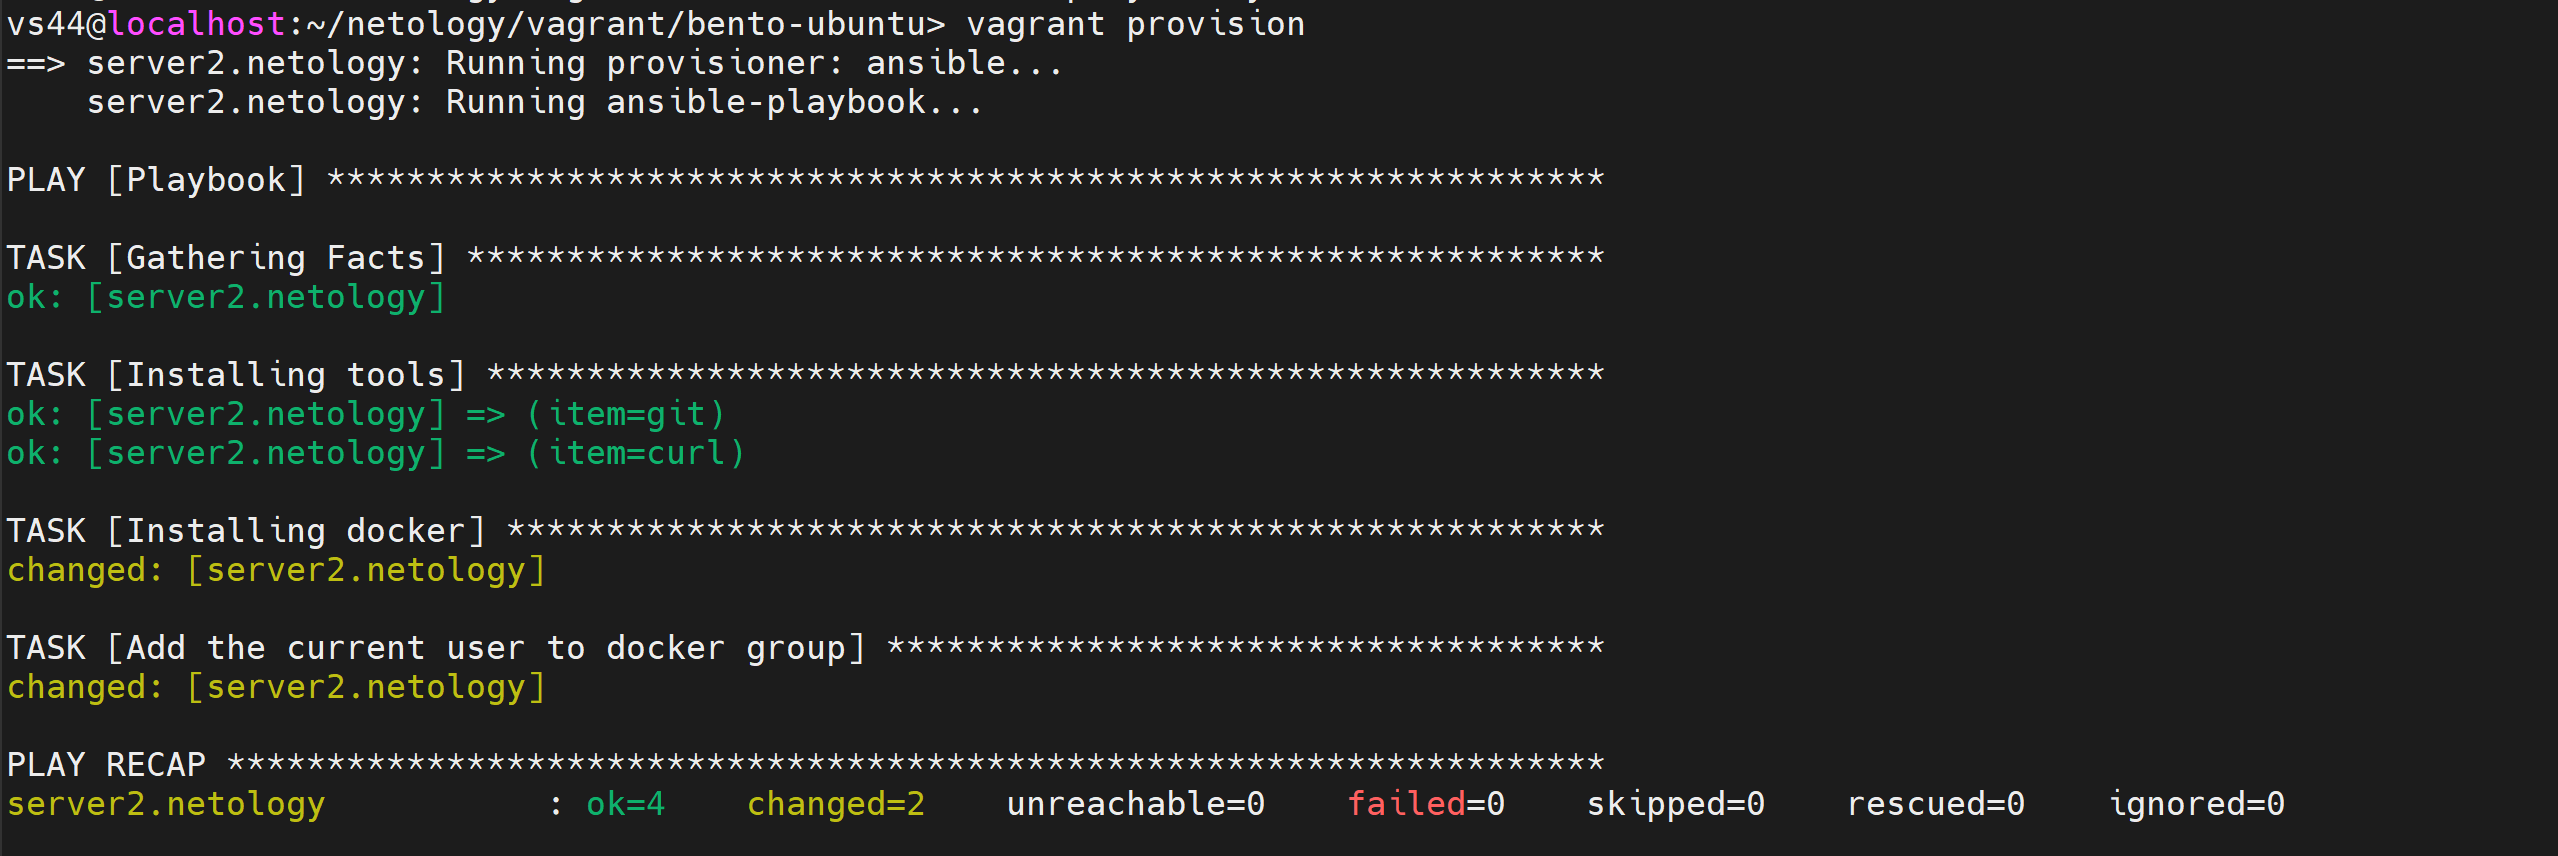 vs44@localhost:~/netology/vagrant/bento-ubuntu> vagrant provision
==> server2.netology: Running provisioner: ansible...
    server2.netology: Running ansible-playbook...

PLAY [Playbook] ****************************************************************

TASK [Gathering Facts] *********************************************************
ok: [server2.netology]

TASK [Installing tools] ********************************************************
ok: [server2.netology] => (item=git)
ok: [server2.netology] => (item=curl)

TASK [Installing docker] *******************************************************
changed: [server2.netology]

TASK [Add the current user to docker group] ************************************
changed: [server2.netology]

PLAY RECAP *********************************************************************
server2.netology           : ok=4    changed=2    unreachable=0    failed=0    skipped=0    rescued=0    ignored=0